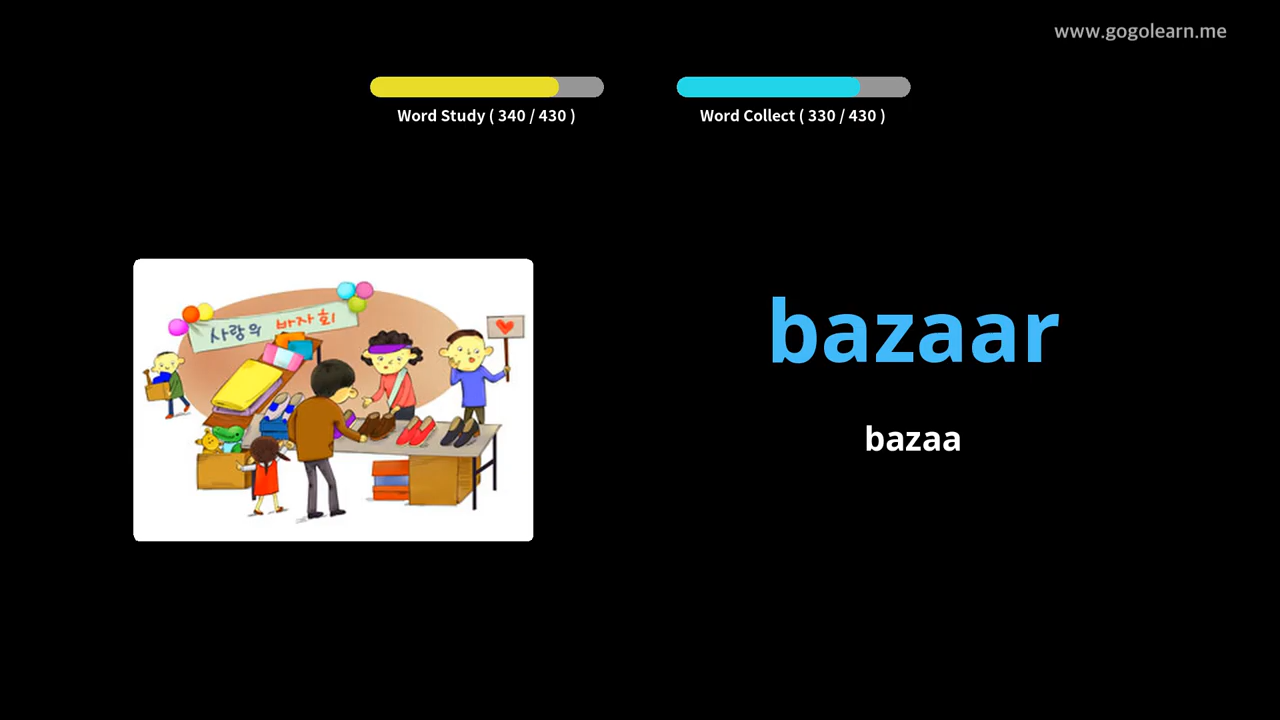 www.gogolearn.me
Word Study ( 340 / 430 )
Word Collect ( 330 / 430 )
사랑의 바자회
bazaar
bazaa